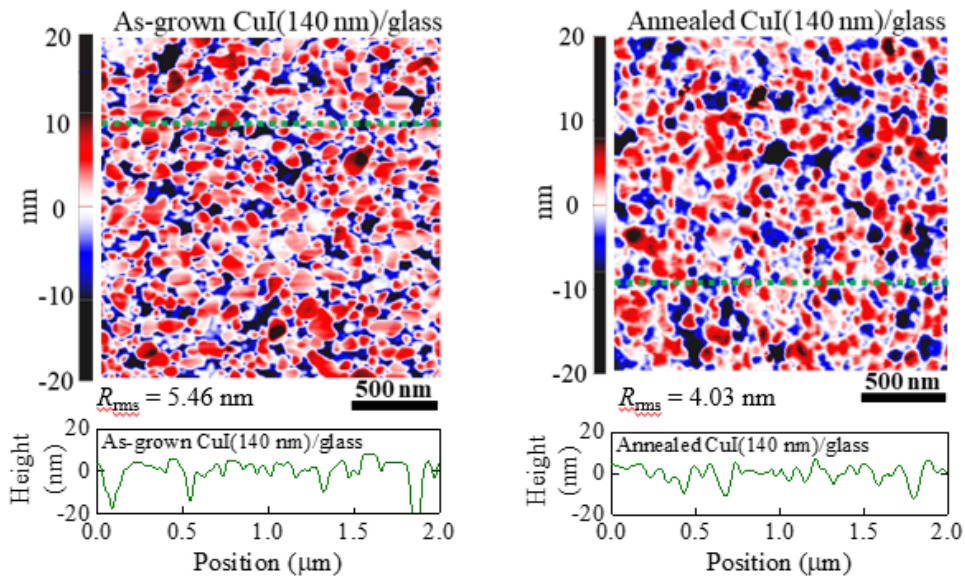 As-grown CuI(140 nm)/glass
20
10
0
-10
-20
nm
R_rms = 5.46 nm
500 nm
As-grown CuI(140 nm)/glass
20
0
-20
Height
(nm)
0.0 0.5 1.0 1.5 2.0
Position (μm)
Annealed CuI(140 nm)/glass
20
10
0
-10
-20
nm
R_rms = 4.03 nm
500 nm
Annealed CuI(140 nm)/glass
20
0
-20
Height
(nm)
0.0 0.5 1.0 1.5 2.0
Position (μm)